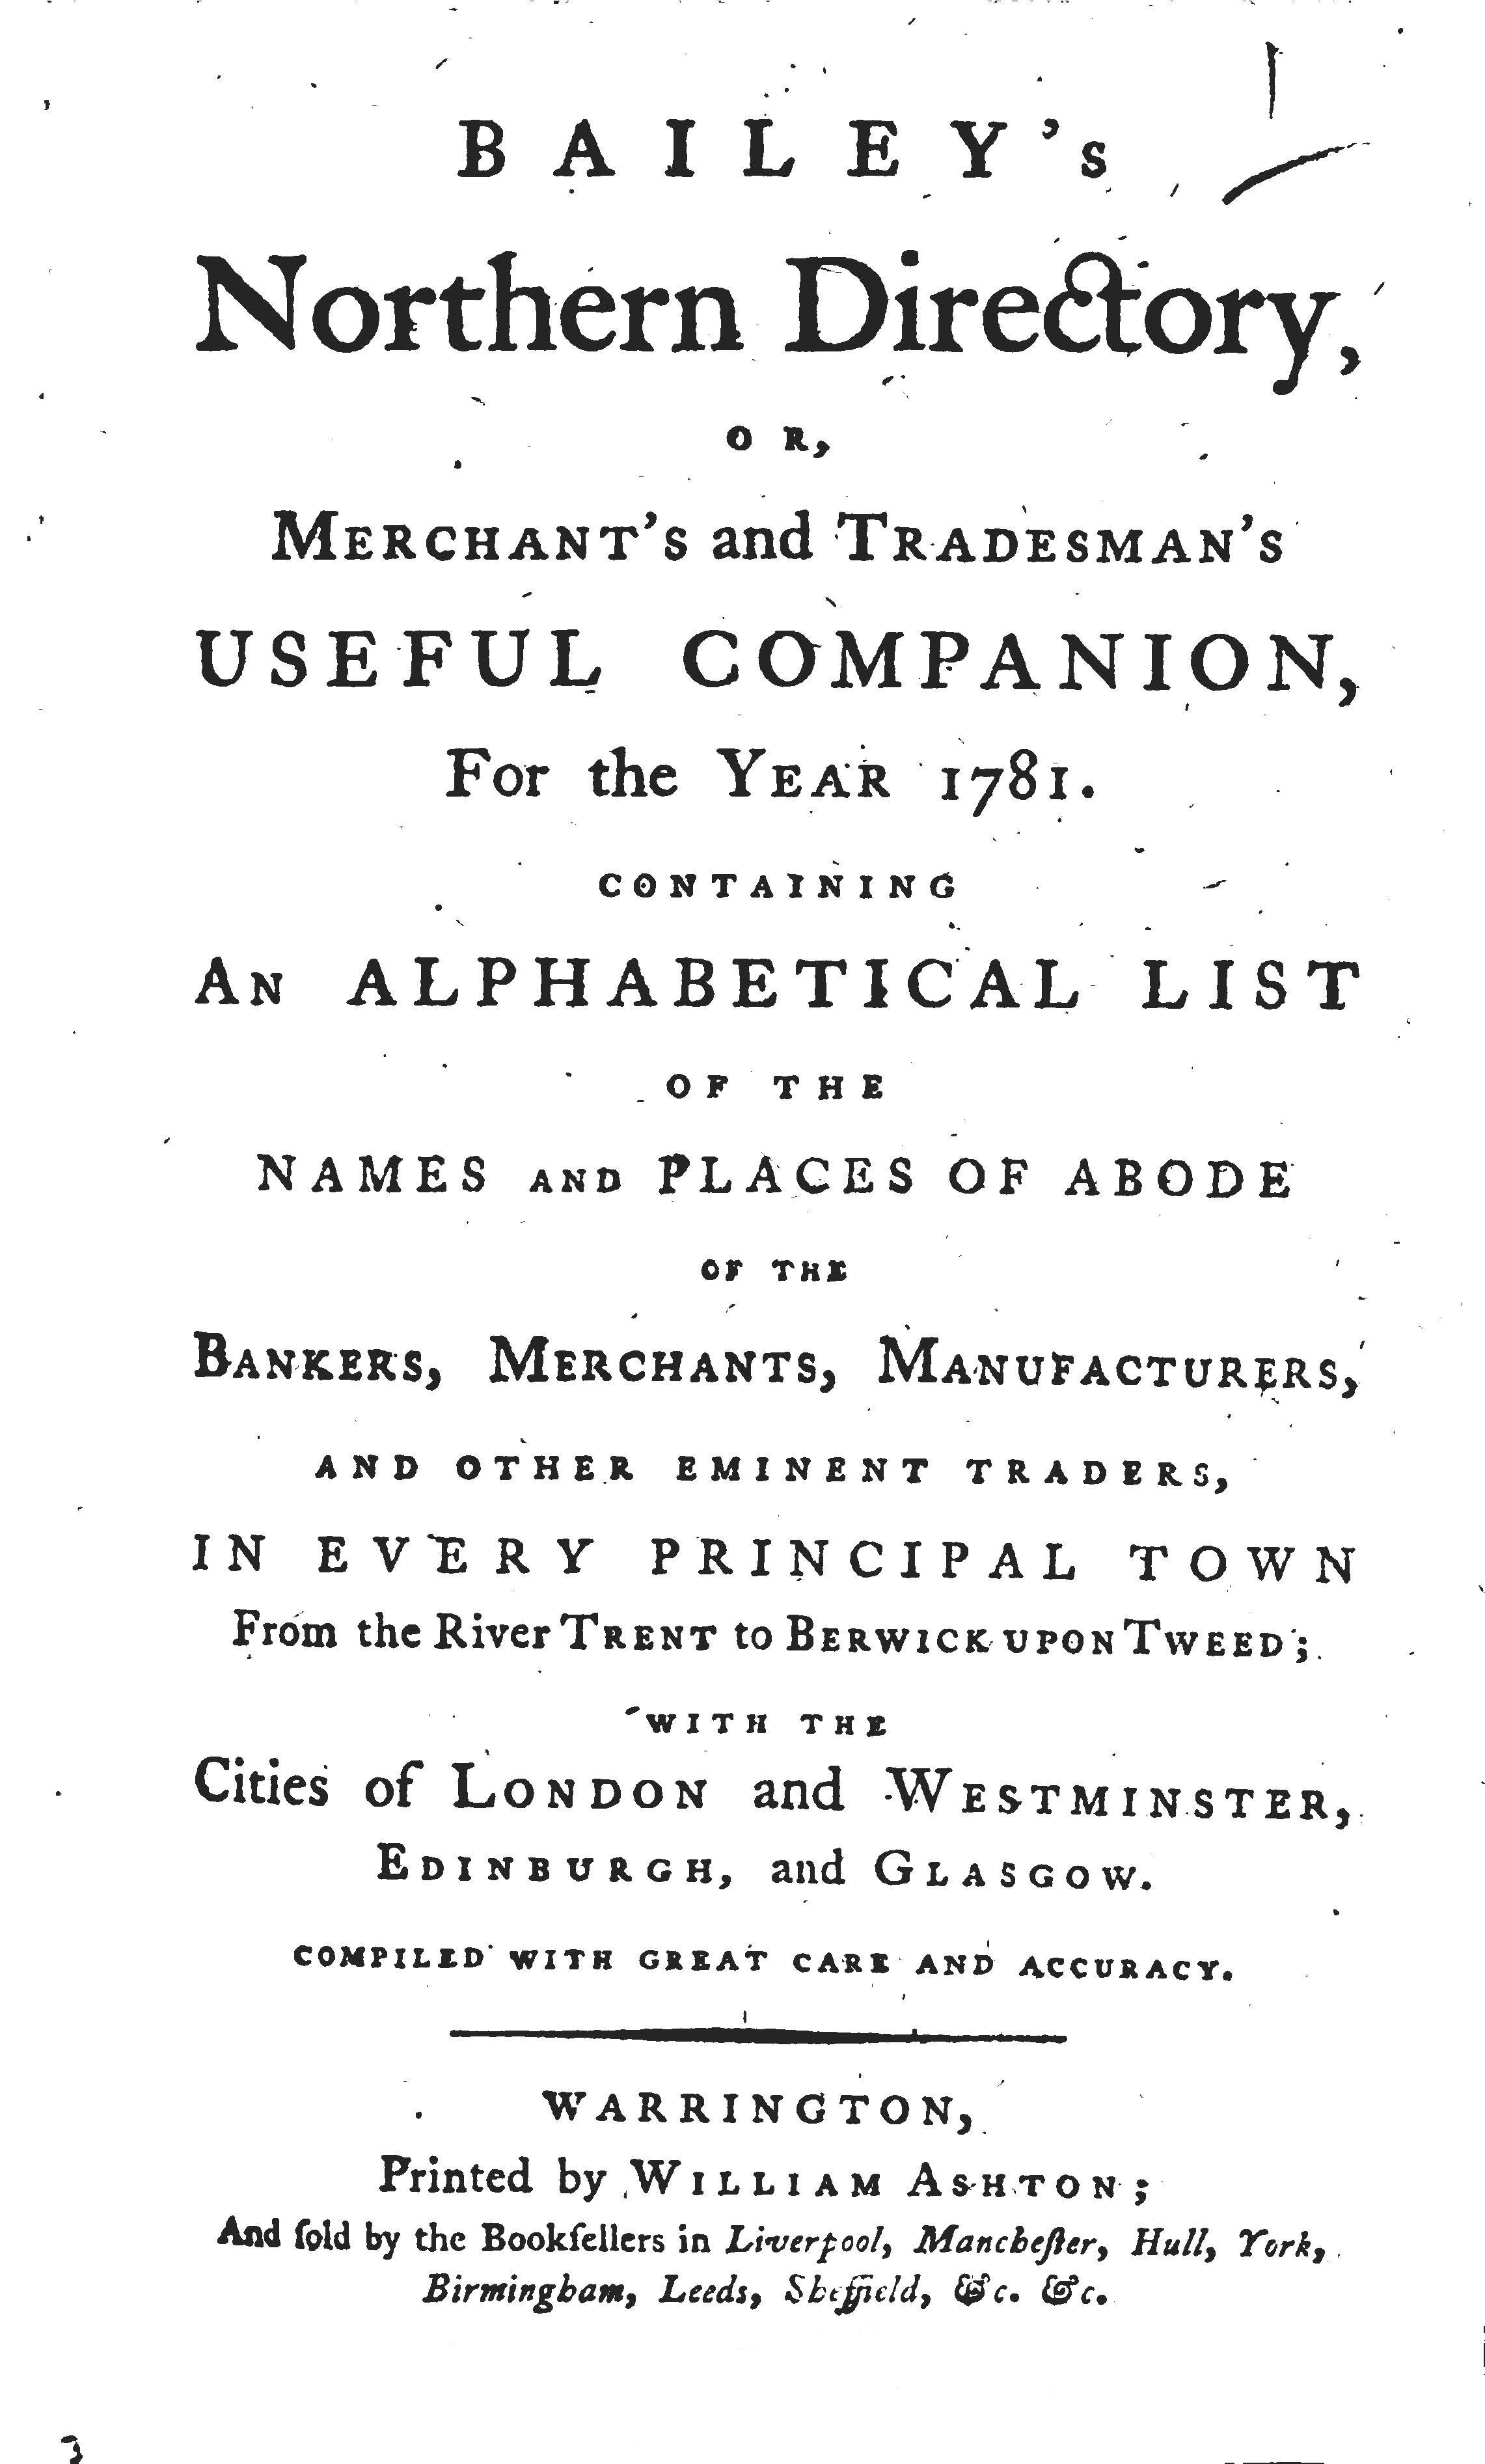 BAILEY's
Northern Directory,
OR,
MERCHANT's and TRADESMAN's
USEFUL COMPANION,
For the YEAR 1781.
CONTAINING
AN ALPHABETICAL LIST
OF THE
NAMES AND PLACES OF ABODE
OF THE
BANKERS, MERCHANTS, MANUFACTURERS,
AND OTHER EMINENT TRADERS,
IN EVERY PRINCIPAL TOWN
From the River TRENT to BERWICK UPON TWEED;
WITH THE
Cities of LONDON and WESTMINSTER,
EDINBURGH, and GLASGOW.
COMPILED WITH GREAT CARE AND ACCURACY.
WARRINGTON,
Printed by WILLIAM ASHTON;
And ſold by the Bookſellers in Liverpool, Mancheſter, Hull, York,
Birmingham, Leeds, Sheffield, &c. &c.